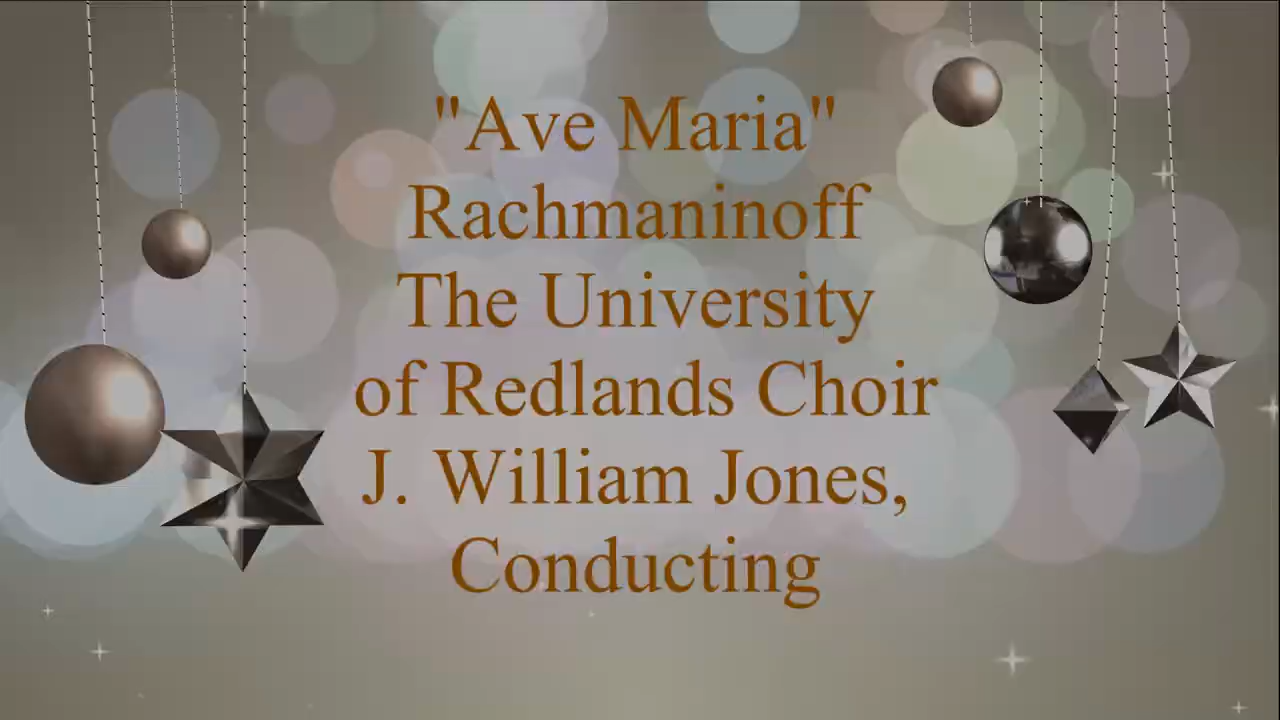 "Ave Maria"
Rachmaninoff
The University
of Redlands Choir
J. William Jones,
Conducting